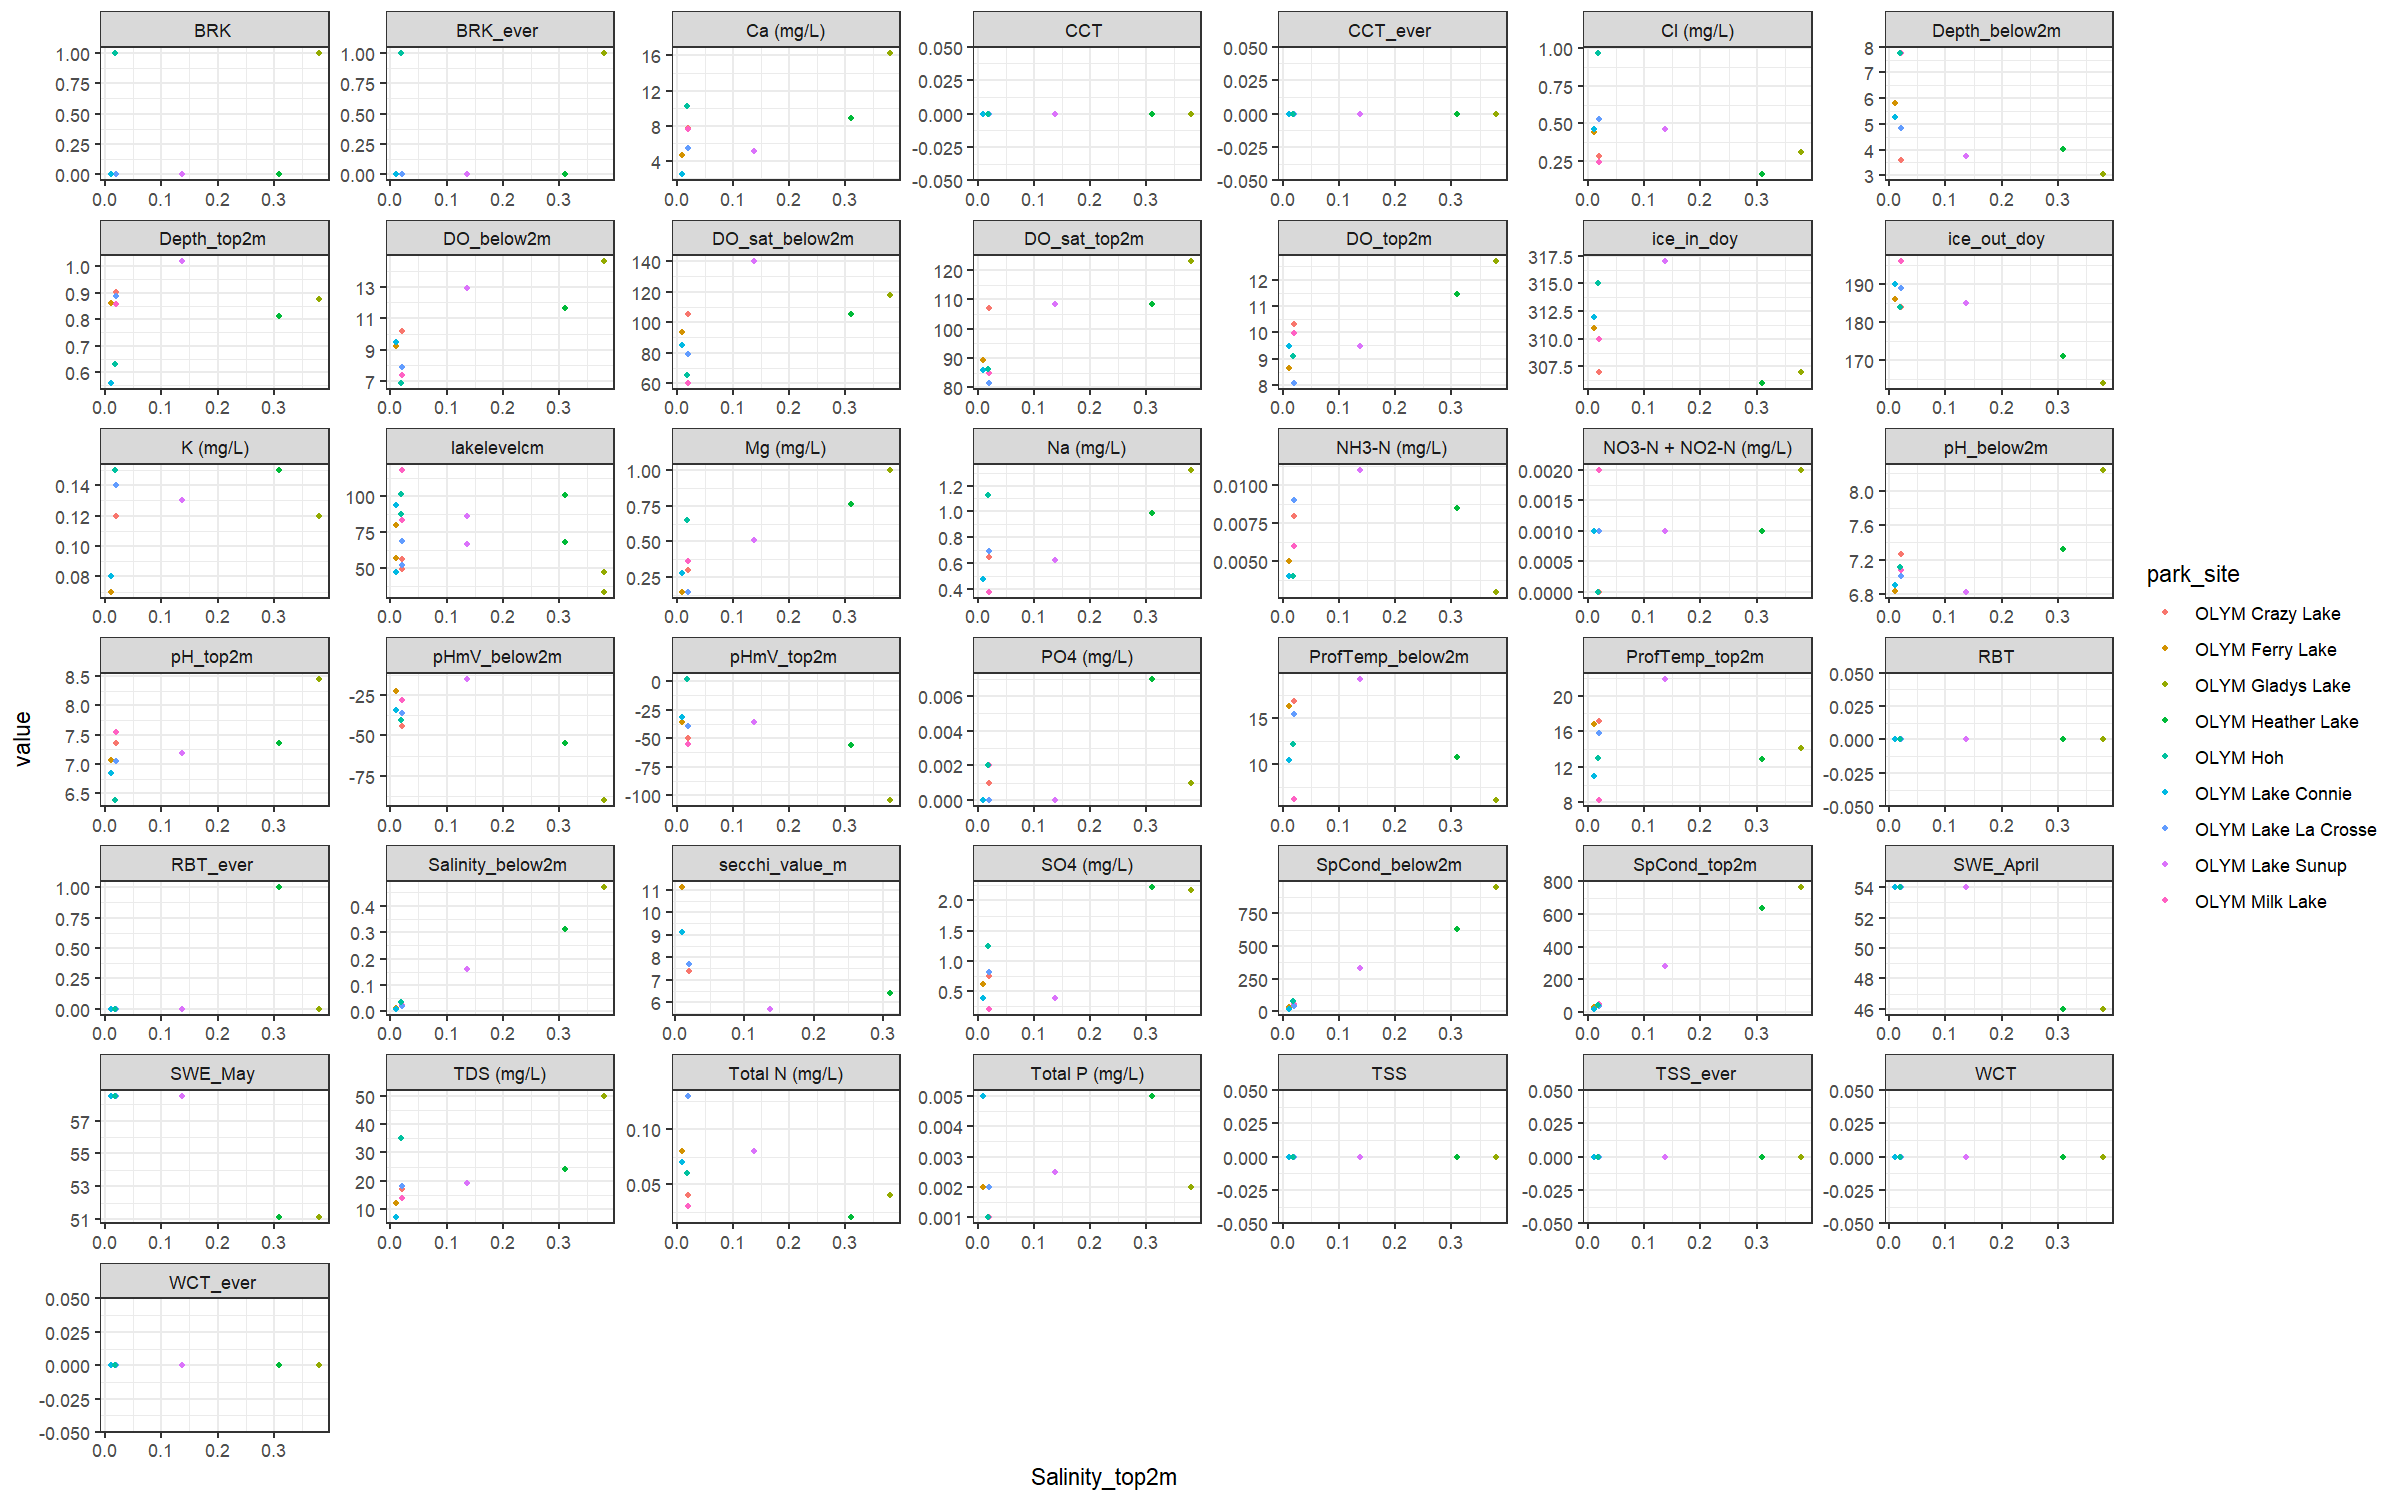 BRK BRK_ever Ca (mg/L) CCT CCT_ever Cl (mg/L) Depth_below2m
1.00 0.75 0.50 0.25 0.00
1.00 0.75 0.50 0.25 0.00
16 12 8 4
0.050 0.025 0.000 -0.025 -0.050
0.050 0.025 0.000 -0.025 -0.050
1.00 0.75 0.50 0.25
8 7 6 5 4 3
0.0 0.1 0.2 0.3 0.0 0.1 0.2 0.3 0.0 0.1 0.2 0.3 0.0 0.1 0.2 0.3 0.0 0.1 0.2 0.3 0.0 0.1 0.2 0.3 0.0 0.1 0.2 0.3
Depth_top2m DO_below2m DO_sat_below2m DO_sat_top2m DO_top2m ice_in_doy ice_out_doy
1.0 0.9 0.8 0.7 0.6
13 11 9 7
140 120 100 80 60
120 110 100 90 80
12 11 10 9 8
317.5 315.0 312.5 310.0 307.5
190 180 170
0.0 0.1 0.2 0.3 0.0 0.1 0.2 0.3 0.0 0.1 0.2 0.3 0.0 0.1 0.2 0.3 0.0 0.1 0.2 0.3 0.0 0.1 0.2 0.3 0.0 0.1 0.2 0.3
K (mg/L) lakelevelcm Mg (mg/L) Na (mg/L) NH3-N (mg/L) NO3-N + NO2-N (mg/L) pH_below2m
0.14 0.12 0.10 0.08
100 75 50
1.00 0.75 0.50 0.25
1.2 1.0 0.8 0.6 0.4
0.0100 0.0075 0.0050
0.0020 0.0015 0.0010 0.0005 0.0000
8.0 7.6 7.2 6.8
0.0 0.1 0.2 0.3 0.0 0.1 0.2 0.3 0.0 0.1 0.2 0.3 0.0 0.1 0.2 0.3 0.0 0.1 0.2 0.3 0.0 0.1 0.2 0.3 0.0 0.1 0.2 0.3
pH_top2m pHmV_below2m pHmV_top2m PO4 (mg/L) ProfTemp_below2m ProfTemp_top2m RBT
8.5 8.0 7.5 7.0 6.5
-25 -50 -75
0 -25 -50 -75 -100
0.006 0.004 0.002 0.000
15 10
20 16 12 8
0.050 0.025 0.000 -0.025 -0.050
0.0 0.1 0.2 0.3 0.0 0.1 0.2 0.3 0.0 0.1 0.2 0.3 0.0 0.1 0.2 0.3 0.0 0.1 0.2 0.3 0.0 0.1 0.2 0.3 0.0 0.1 0.2 0.3
RBT_ever Salinity_below2m secchi_value_m SO4 (mg/L) SpCond_below2m SpCond_top2m SWE_April
1.00 0.75 0.50 0.25 0.00
0.4 0.3 0.2 0.1 0.0
11 10 9 8 7 6
2.0 1.5 1.0 0.5
750 500 250 0
800 600 400 200 0
54 52 50 48 46
0.0 0.1 0.2 0.3 0.0 0.1 0.2 0.3 0.0 0.1 0.2 0.3 0.0 0.1 0.2 0.3 0.0 0.1 0.2 0.3 0.0 0.1 0.2 0.3 0.0 0.1 0.2 0.3
SWE_May TDS (mg/L) Total N (mg/L) Total P (mg/L) TSS TSS_ever WCT
57 55 53 51
50 40 30 20 10
0.10 0.05
0.005 0.004 0.003 0.002 0.001
0.050 0.025 0.000 -0.025 -0.050
0.050 0.025 0.000 -0.025 -0.050
0.050 0.025 0.000 -0.025 -0.050
0.0 0.1 0.2 0.3 0.0 0.1 0.2 0.3 0.0 0.1 0.2 0.3 0.0 0.1 0.2 0.3 0.0 0.1 0.2 0.3 0.0 0.1 0.2 0.3 0.0 0.1 0.2 0.3
WCT_ever
0.050 0.025 0.000 -0.025 -0.050
0.0 0.1 0.2 0.3
value
Salinity_top2m
park_site
OLYM Crazy Lake
OLYM Ferry Lake
OLYM Gladys Lake
OLYM Heather Lake
OLYM Hoh
OLYM Lake Connie
OLYM Lake La Crosse
OLYM Lake Sunup
OLYM Milk Lake